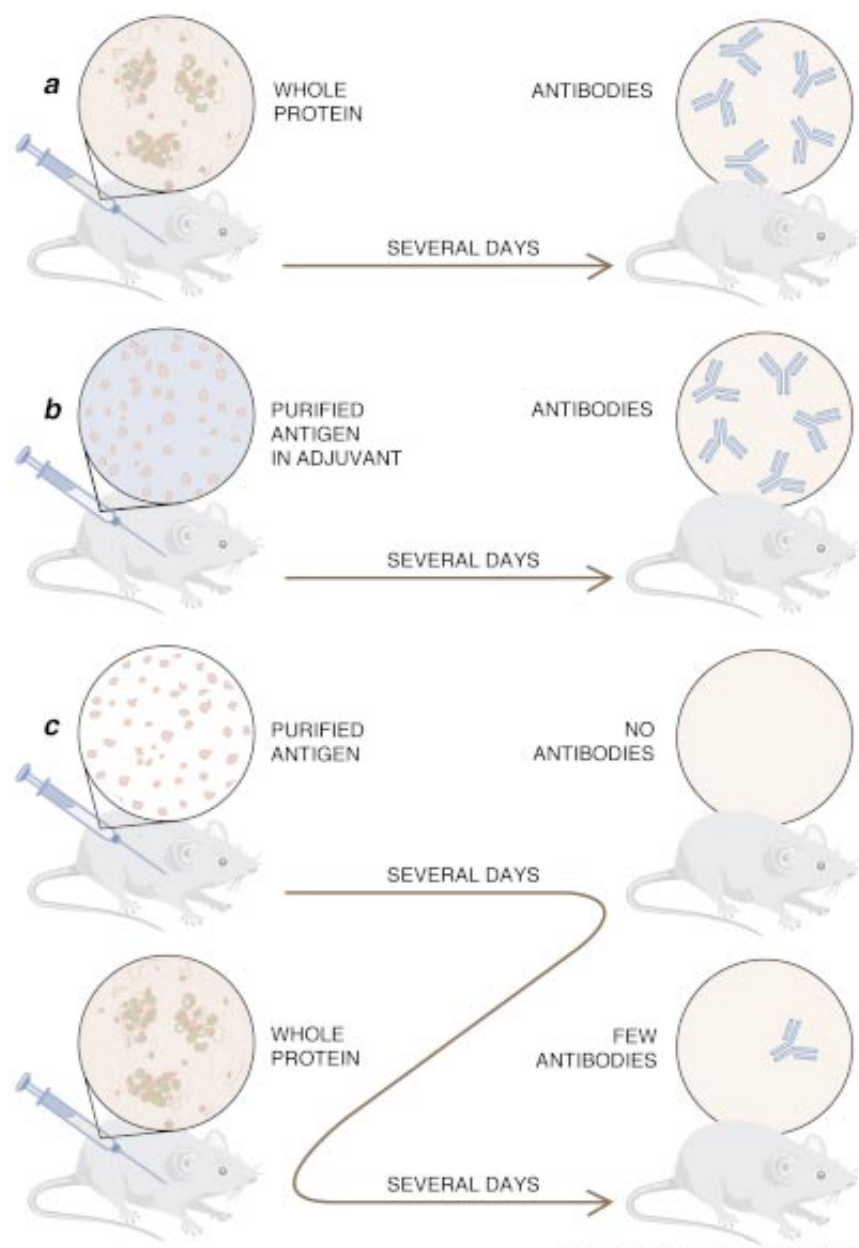 a
WHOLE
PROTEIN
ANTIBODIES
SEVERAL DAYS
b
PURIFIED
ANTIGEN
IN ADJUVANT
ANTIBODIES
SEVERAL DAYS
c
PURIFIED
ANTIGEN
NO
ANTIBODIES
SEVERAL DAYS
WHOLE
PROTEIN
FEW
ANTIBODIES
SEVERAL DAYS